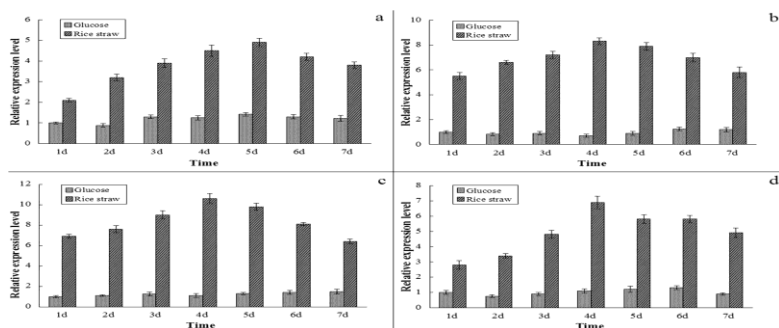 a
Glucose
Rice straw
Relative expression level
6
5
4
3
2
1
0
1d 2d 3d 4d 5d 6d 7d
Time
b
Glucose
Rice straw
Relative expression level
10
8
6
4
2
0
1d 2d 3d 4d 5d 6d 7d
Time
c
Glucose
Rice straw
Relative expression level
12
10
8
6
4
2
0
1d 2d 3d 4d 5d 6d 7d
Time
d
Glucose
Rice straw
Relative expression level
8
7
6
5
4
3
2
1
0
1d 2d 3d 4d 5d 6d 7d
Time